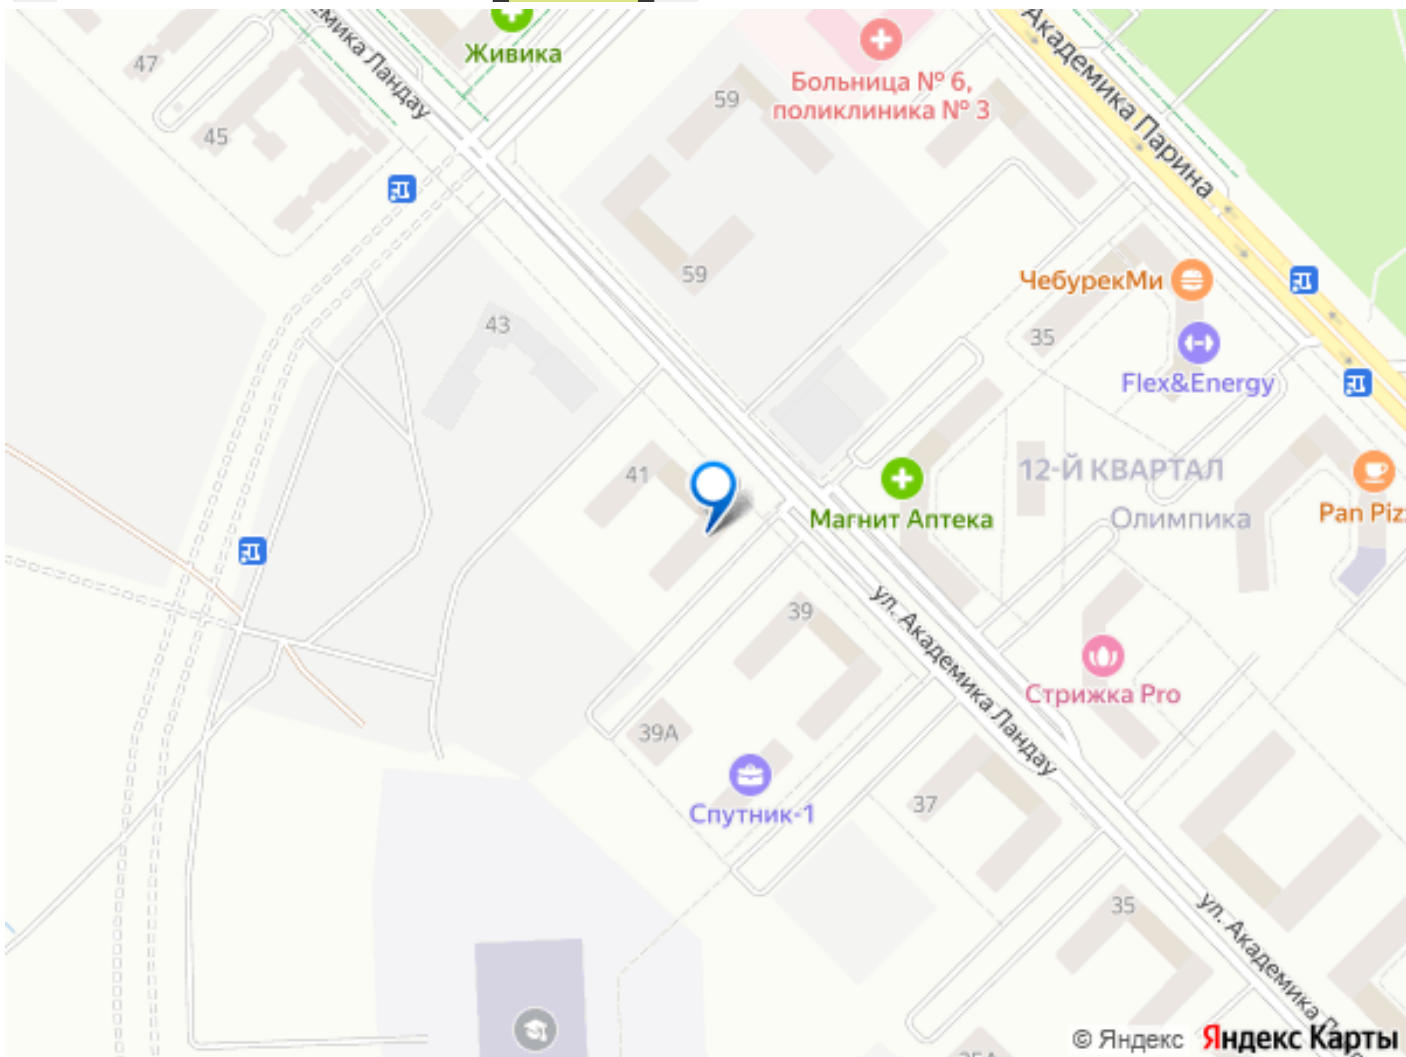 Живика
47
емика Ландау
45
Больница № 6,
поликлиника № 3
59
Академика Парина
59
ЧебурекМи
43
35
Flex&Energy
41
12-Й КВАРТАЛ
Олимпика
Магнит Аптека
Pan Piz
39
ул. Академика Ландау
Стрижка Pro
39А
Спутник-1
37
35
ул. Академика
35А
© Яндекс Яндекс Карты